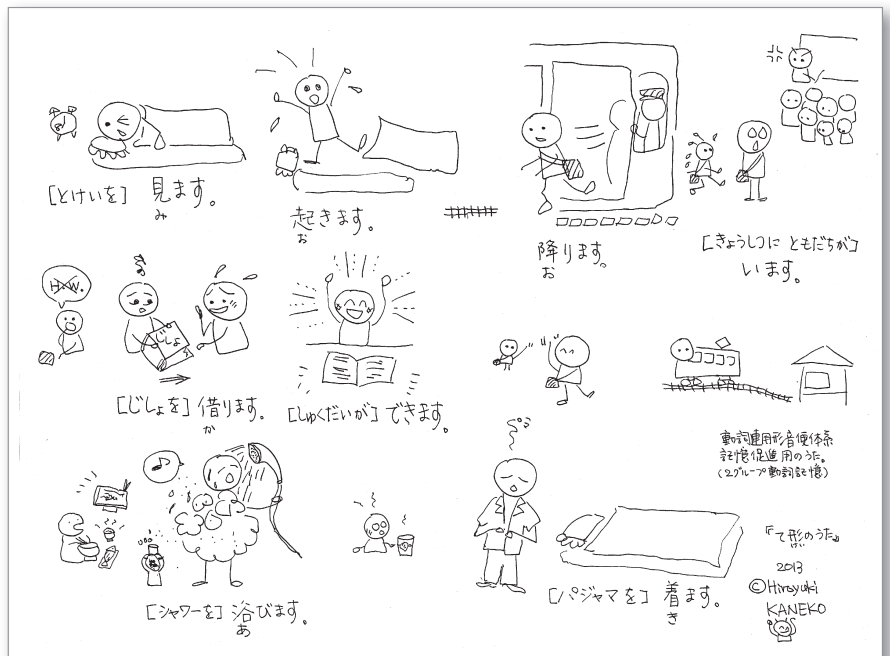 [とけいを] 見ます。
み
起きます。
お
降ります。
お
[きょうしつに ともだちが]
います。
H.W.
じしょ
[じしょを] 借ります。
か
[しゅくだいが] できます。
[シャワーを] 浴びます。
あ
[パジャマを] 着ます。
き
動詞連用形音便体系
記憶促進用のうた。
(2グループ動詞記憶)
『て形のうた』
2013
©Hiroyuki
KANEKO